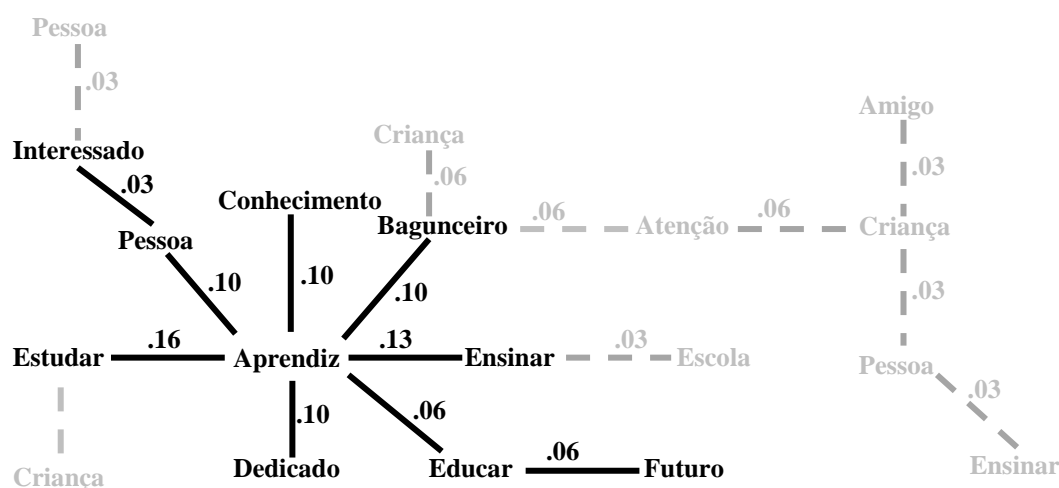 Pessoa
.03
Amigo
Criança
Interessado
.03
.06
.03
Conhecimento
Bagunceiro
.06
Atenção
.06
Criança
Pessoa
.10
.10
.10
.03
.16
.13
.03
Estudar
Aprendiz
Ensinar
Escola
Pessoa
.10
.06
.03
.06
Criança
Dedicado
Educar
Futuro
Ensinar